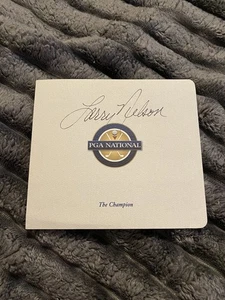 Larry Nelson
PGA NATIONAL
The Champion